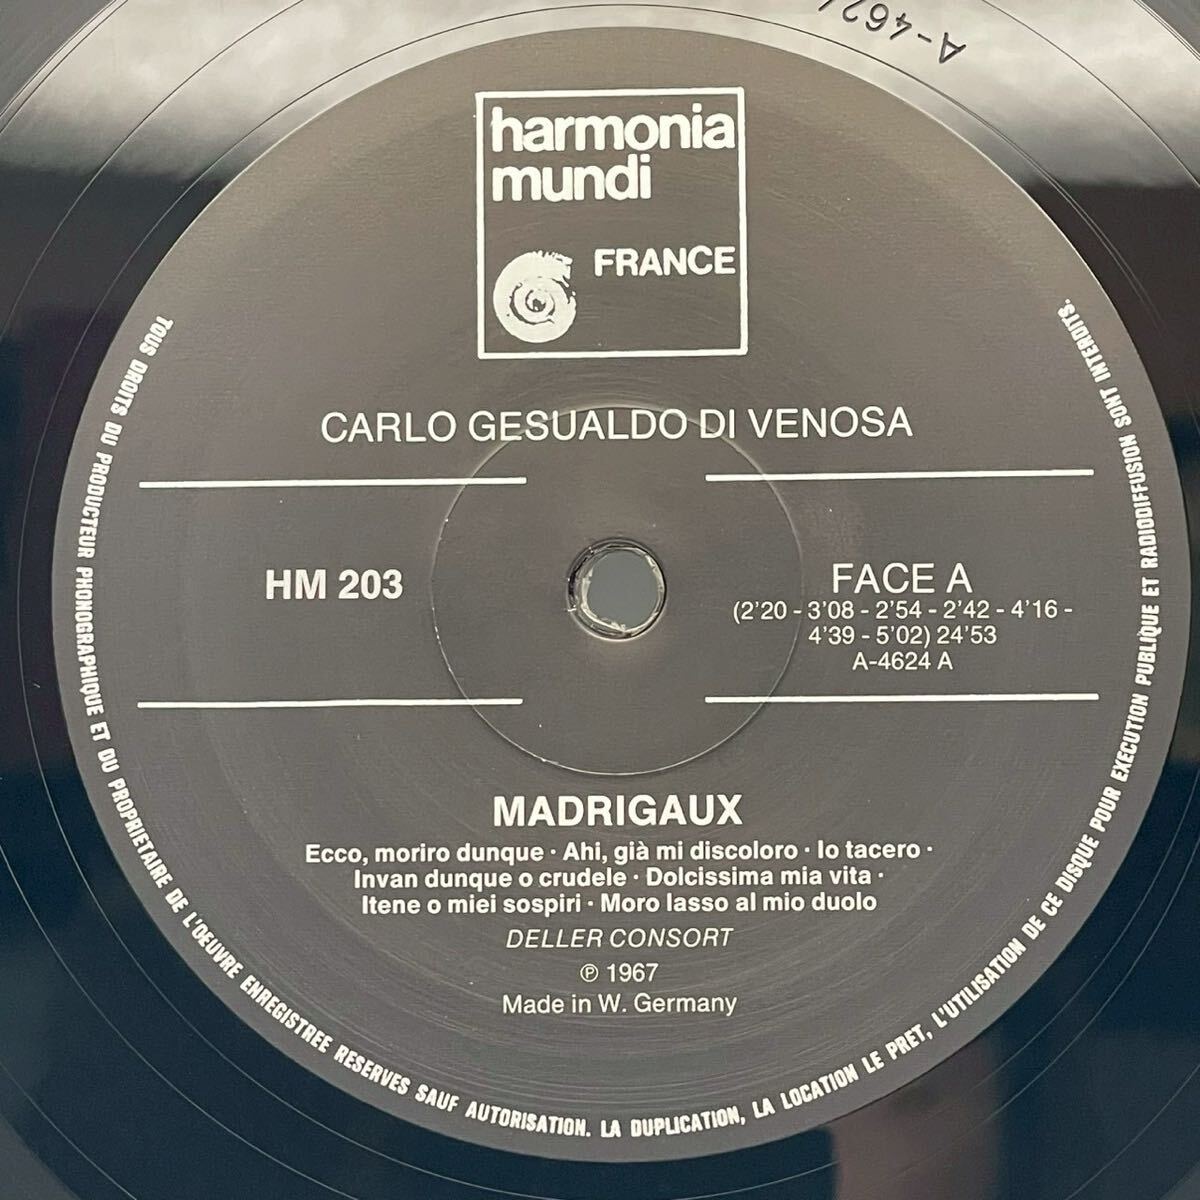 A-4624
harmonia
mundi
FRANCE
CARLO GESUALDO DI VENOSA
HM 203
FACE A
(2'20 - 3'08 - 2'54 - 2'42 - 4'16 -
4'39 - 5'02) 24'53
A-4624 A
MADRIGAUX
Ecco, moriro dunque · Ahi, già mi discoloro · Io tacero ·
Invan dunque o crudele · Dolcissima mia vita ·
Itene o miei sospiri · Moro lasso al mio duolo
DELLER CONSORT
℗ 1967
Made in W. Germany
TOUS DROITS DU PRODUCTEUR PHONOGRAPHIQUE ET DU PROPRIETAIRE DE L'OEUVRE ENREGISTREE RESERVES SAUF AUTORISATION. LA DUPLICATION, LA LOCATION LE PRET, L'UTILISATION DE CE DISQUE POUR EXECUTION PUBLIQUE ET RADIODIFFUSION SONT INTERDITS.